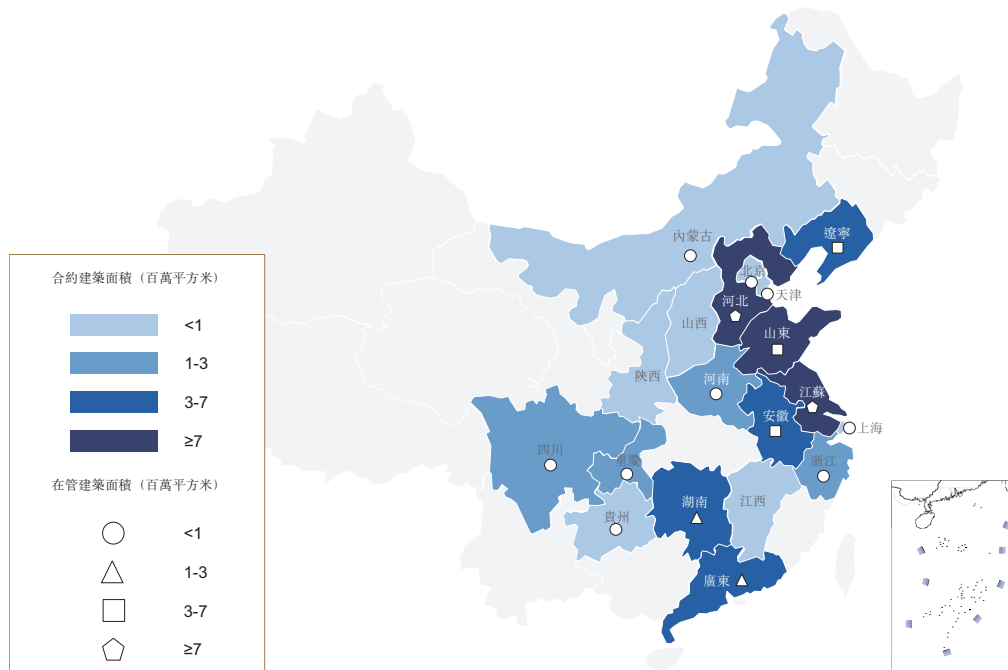 內蒙古
遼寧
北京
天津
河北
山西
山東
陝西
河南
江蘇
安徽
上海
四川
重慶
浙江
湖南
江西
貴州
廣東
合約建築面積（百萬平方米）
<1
1-3
3-7
≥7
在管建築面積（百萬平方米）
<1
1-3
3-7
≥7